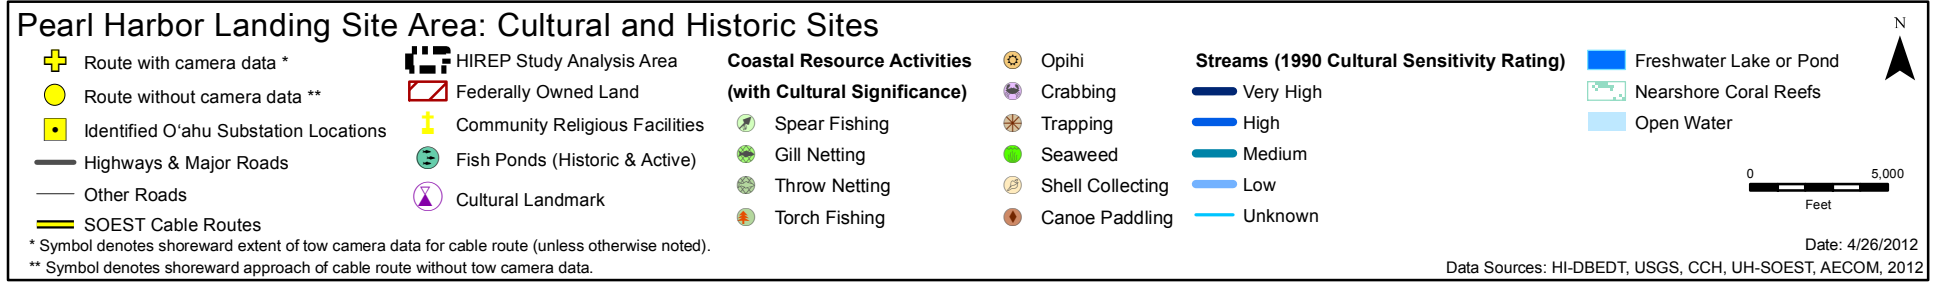 Pearl Harbor Landing Site Area: Cultural and Historic Sites
Route with camera data *
Route without camera data **
Identified Oʻahu Substation Locations
Highways & Major Roads
Other Roads
SOEST Cable Routes
HIREP Study Analysis Area
Federally Owned Land
Community Religious Facilities
Fish Ponds (Historic & Active)
Cultural Landmark
Coastal Resource Activities
(with Cultural Significance)
Spear Fishing
Gill Netting
Throw Netting
Torch Fishing
Opihi
Crabbing
Trapping
Seaweed
Shell Collecting
Canoe Paddling
Streams (1990 Cultural Sensitivity Rating)
Very High
High
Medium
Low
Unknown
Freshwater Lake or Pond
Nearshore Coral Reefs
Open Water
N
0 5,000
Feet
* Symbol denotes shoreward extent of tow camera data for cable route (unless otherwise noted).
** Symbol denotes shoreward approach of cable route without tow camera data.
Date: 4/26/2012
Data Sources: HI-DBEDT, USGS, CCH, UH-SOEST, AECOM, 2012